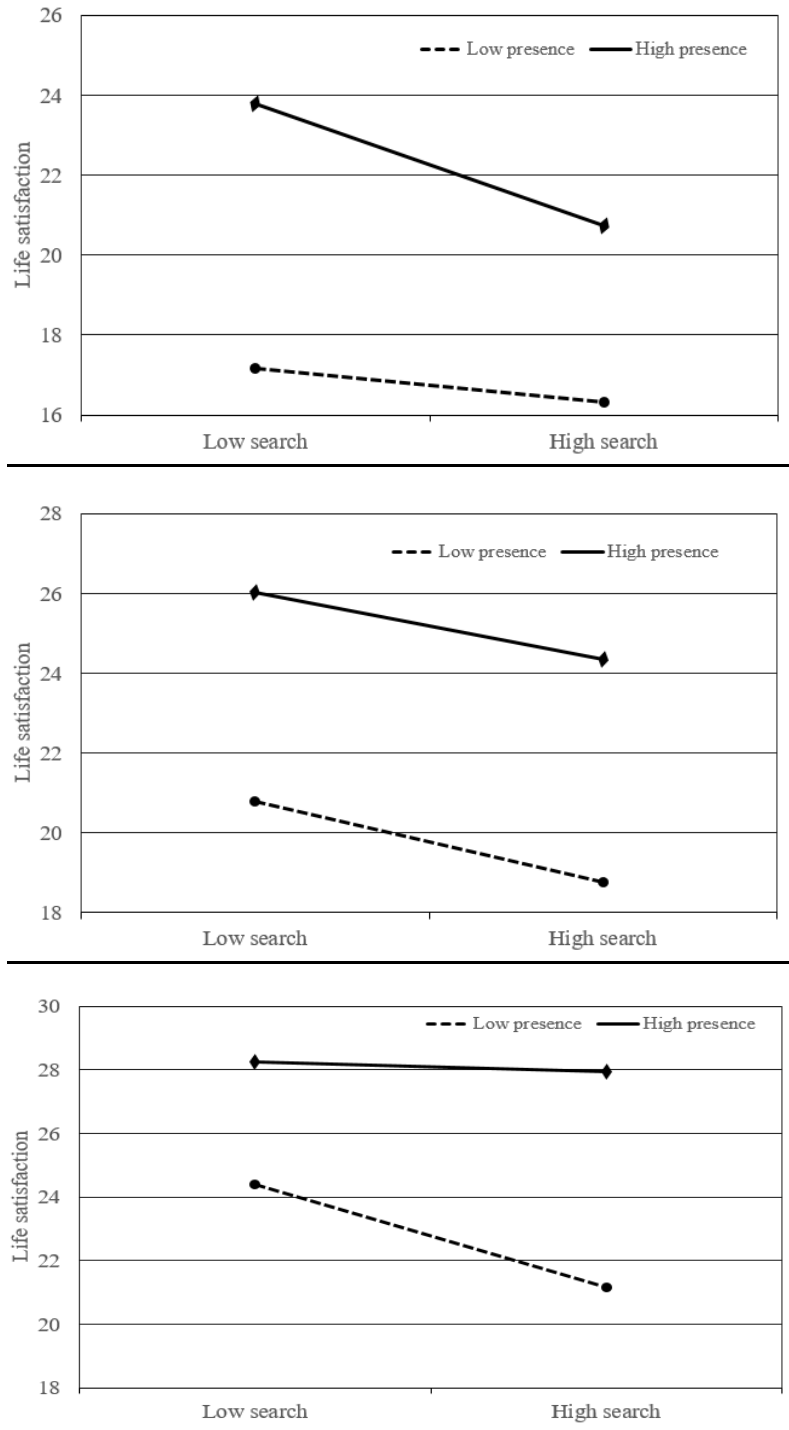 26
Low presence High presence
24
22
20
18
16
Life satisfaction
Low search High search
28
Low presence High presence
26
24
22
20
18
Life satisfaction
Low search High search
30
Low presence High presence
28
26
24
22
20
18
Life satisfaction
Low search High search